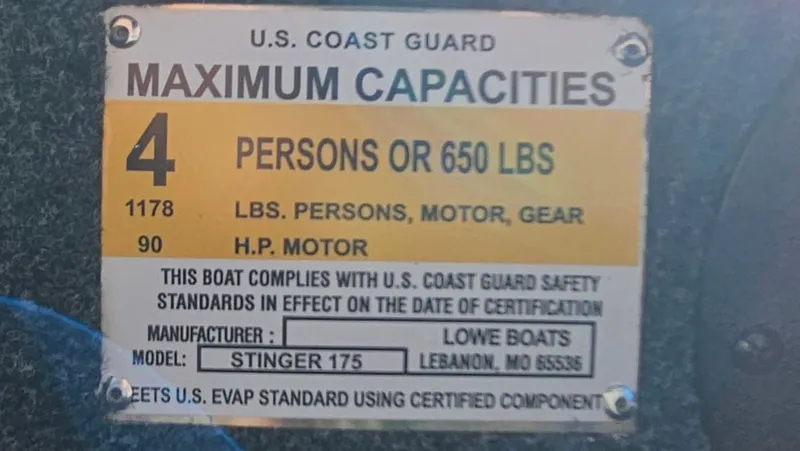 U.S. COAST GUARD
MAXIMUM CAPACITIES
4 PERSONS OR 650 LBS
1178 LBS. PERSONS, MOTOR, GEAR
90 H.P. MOTOR
THIS BOAT COMPLIES WITH U.S. COAST GUARD SAFETY
STANDARDS IN EFFECT ON THE DATE OF CERTIFICATION
MANUFACTURER : LOWE BOATS
MODEL: STINGER 175 LEBANON, MO 65536
EETS U.S. EVAP STANDARD USING CERTIFIED COMPONENT